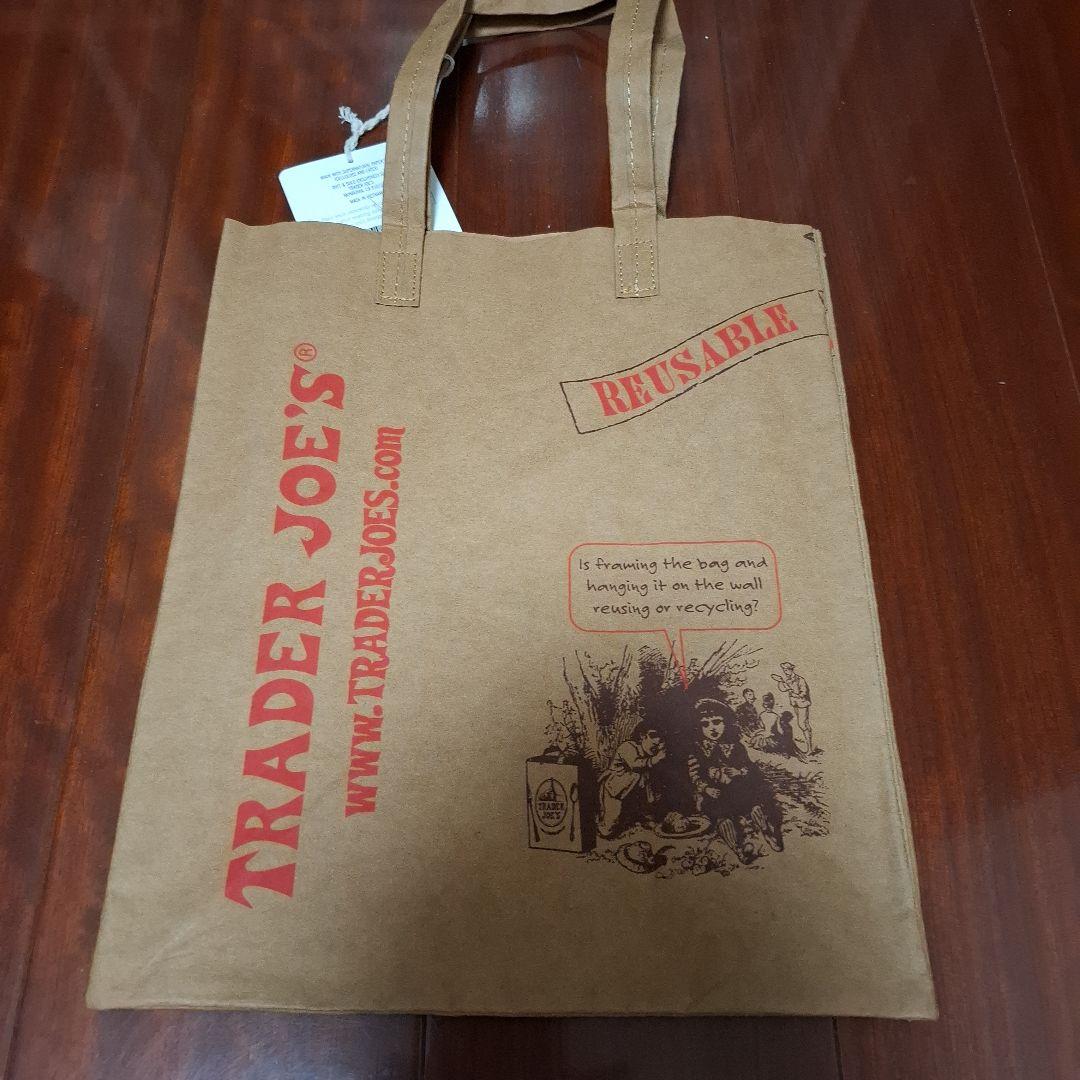 TRADER JOE'S®
www.TRADERJOES.com
REUSABLE
Is framing the bag and
hanging it on the wall
reusing or recycling?
TRADER
JOE'S